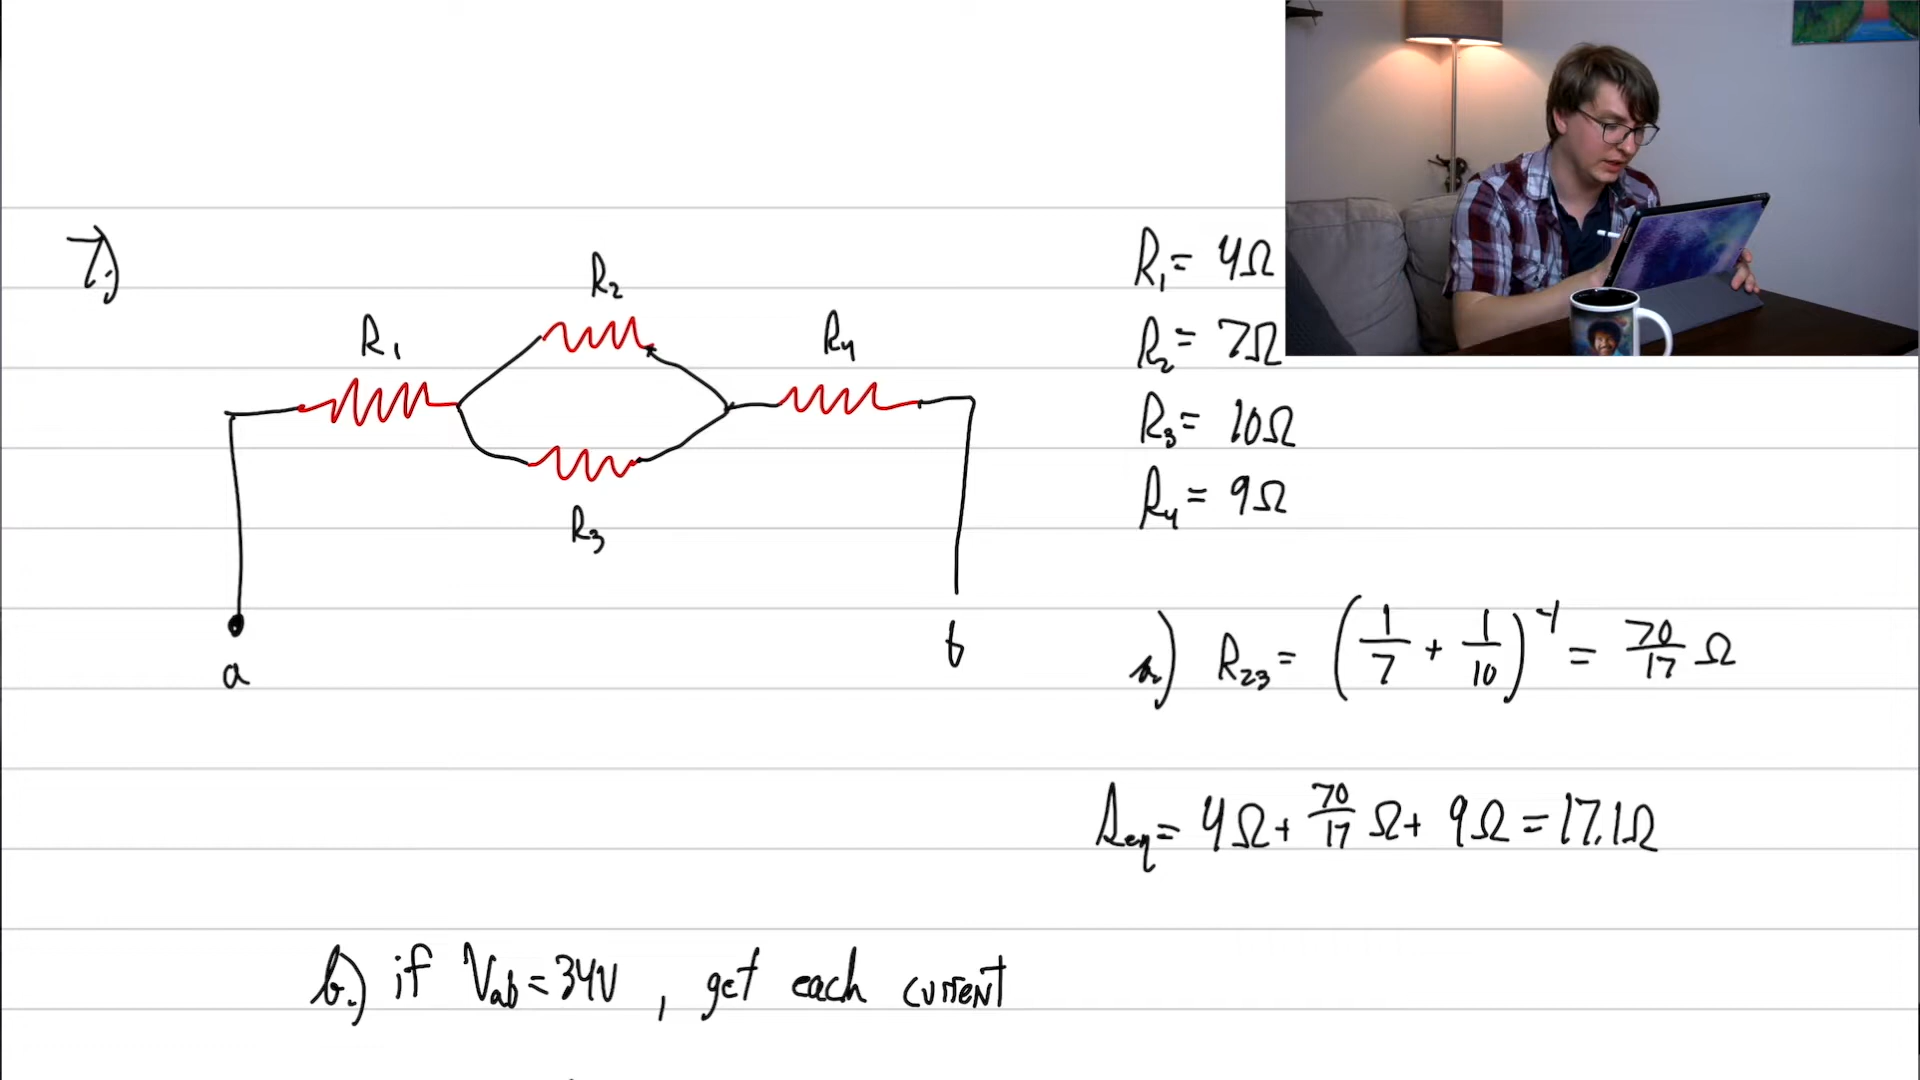 7.)
R₂
R₁
R₄
R₃
a
b
R₁ = 4Ω
R₂ = 7Ω
R₃ = 10Ω
R₄ = 9Ω
a) R₂₃ = (1/7 + 1/10)⁻¹ = 70/17 Ω
Req = 4Ω + 70/17 Ω + 9Ω = 17.1Ω
b.) if Vab = 34V , get each current